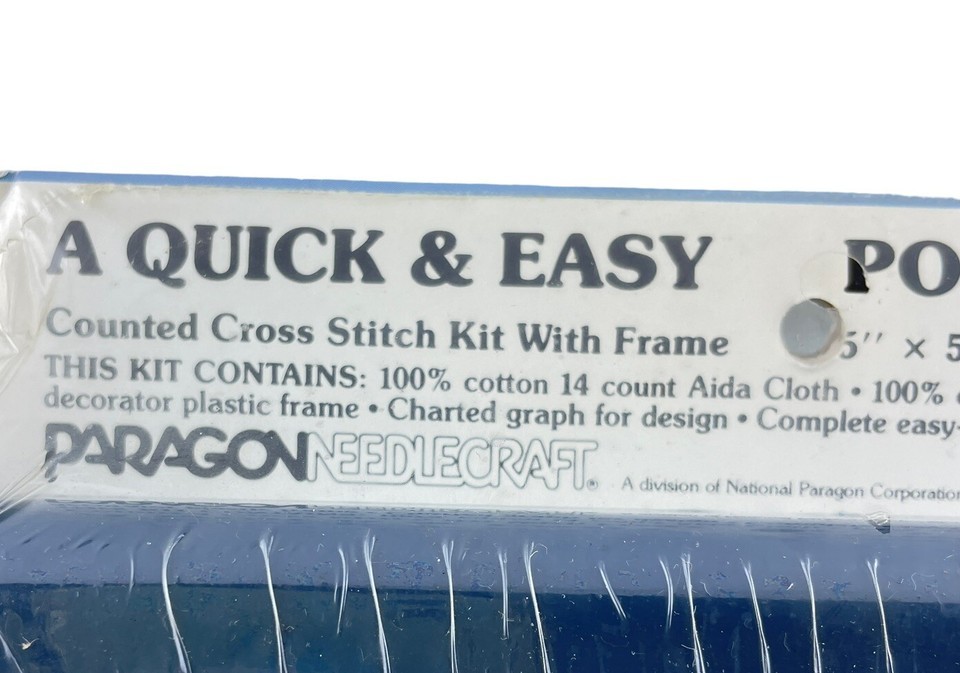 A QUICK & EASY PO
Counted Cross Stitch Kit With Frame 5" × 5
THIS KIT CONTAINS: 100% cotton 14 count Aida Cloth • 100%
decorator plastic frame • Charted graph for design • Complete easy-
PARAGON NEEDLECRAFT® A division of National Paragon Corporation